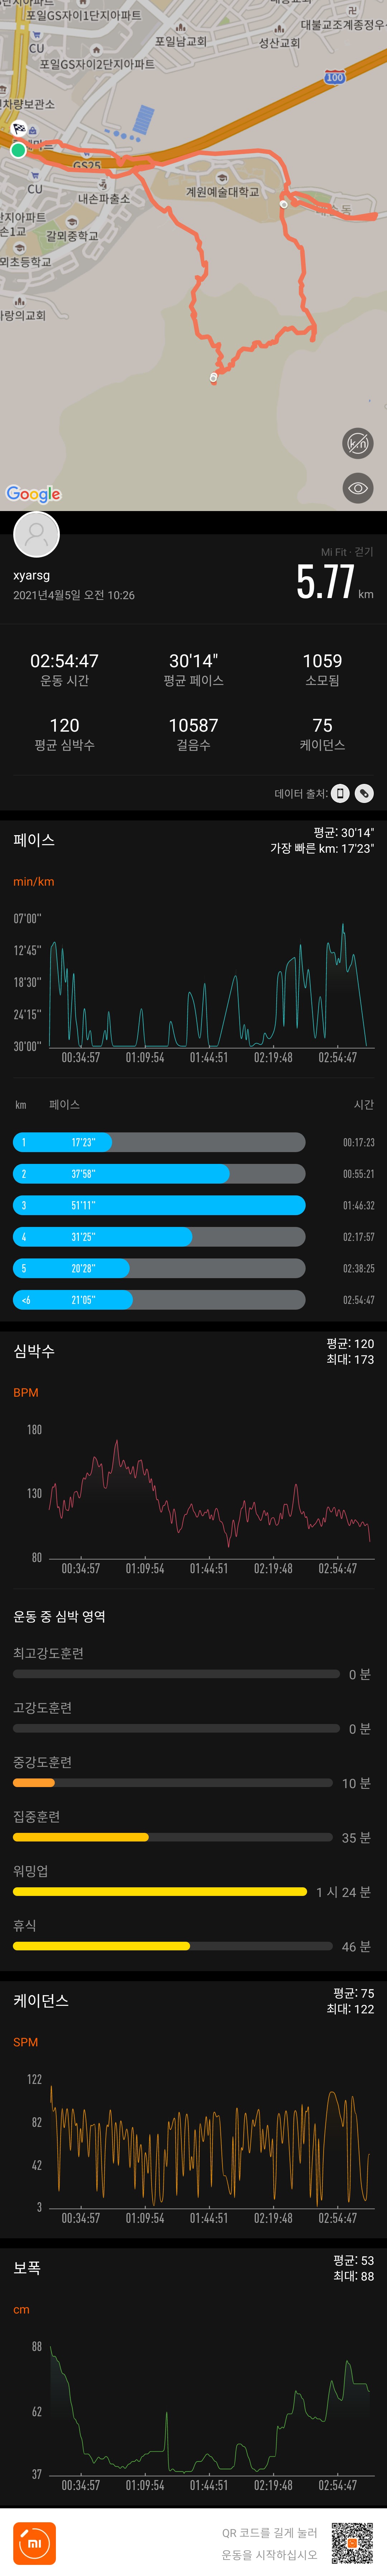 포일GS자이1단지아파트
CU
포일GS자이2단지아파트
포일남교회
성산교회
대불교조계종정우
100
차량보관소
GS25
CU
내손파출소
계원예술대학교
갈뫼중학교
손1교
뫼초등학교
랑의교회
Google
Mi Fit · 걷기
xyarsg
5.77 km
2021년4월5일 오전 10:26
02:54:47 30'14" 1059
운동 시간 평균 페이스 소모됨
120 10587 75
평균 심박수 걸음수 케이던스
데이터 출처:
페이스
평균: 30'14"
가장 빠른 km: 17'23"
min/km
07'00"
12'45"
18'30"
24'15"
30'00"
00:34:57 01:09:54 01:44:51 02:19:48 02:54:47
km 페이스 시간
1 17'23" 00:17:23
2 37'58" 00:55:21
3 51'11" 01:46:32
4 31'25" 02:17:57
5 20'28" 02:38:25
<6 21'05" 02:54:47
심박수
평균: 120
최대: 173
BPM
180
130
80
00:34:57 01:09:54 01:44:51 02:19:48 02:54:47
운동 중 심박 영역
최고강도훈련
0 분
고강도훈련
0 분
중강도훈련
10 분
집중훈련
35 분
워밍업
1 시 24 분
휴식
46 분
케이던스
평균: 75
최대: 122
SPM
122
82
42
3
00:34:57 01:09:54 01:44:51 02:19:48 02:54:47
보폭
평균: 53
최대: 88
cm
88
62
37
00:34:57 01:09:54 01:44:51 02:19:48 02:54:47
mi
QR 코드를 길게 눌러
운동을 시작하십시오